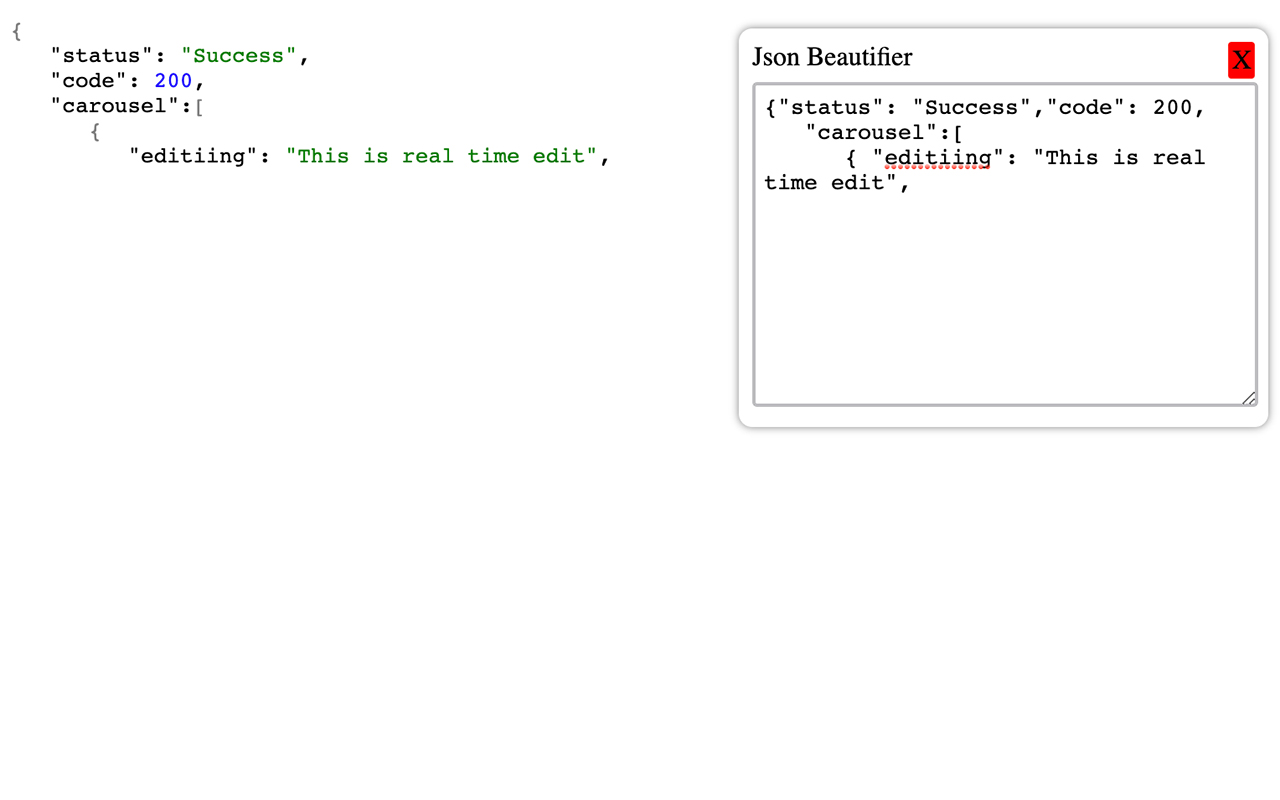 {
"status": "Success",
"code": 200,
"carousel":[
{
"editiing": "This is real time edit",
Json Beautifier
X
{"status": "Success","code": 200,
"carousel":[
{ "editiing": "This is real
time edit",